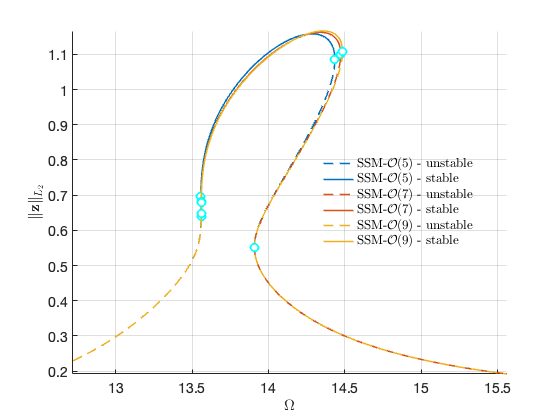 1.1
1
0.9
0.8
0.7
0.6
0.5
0.4
0.3
0.2
‖z‖_{L_2}
SSM-𝒪(5) - unstable
SSM-𝒪(5) - stable
SSM-𝒪(7) - unstable
SSM-𝒪(7) - stable
SSM-𝒪(9) - unstable
SSM-𝒪(9) - stable
13 13.5 14 14.5 15 15.5
Ω